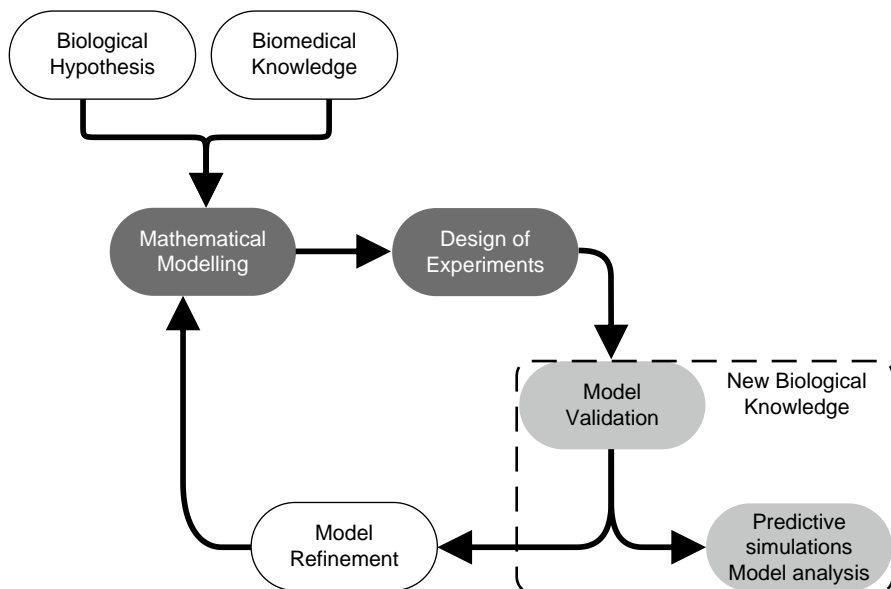 Biological
Hypothesis
Biomedical
Knowledge
Mathematical
Modelling
Design of
Experiments
Model
Validation
New Biological
Knowledge
Model
Refinement
Predictive
simulations
Model analysis